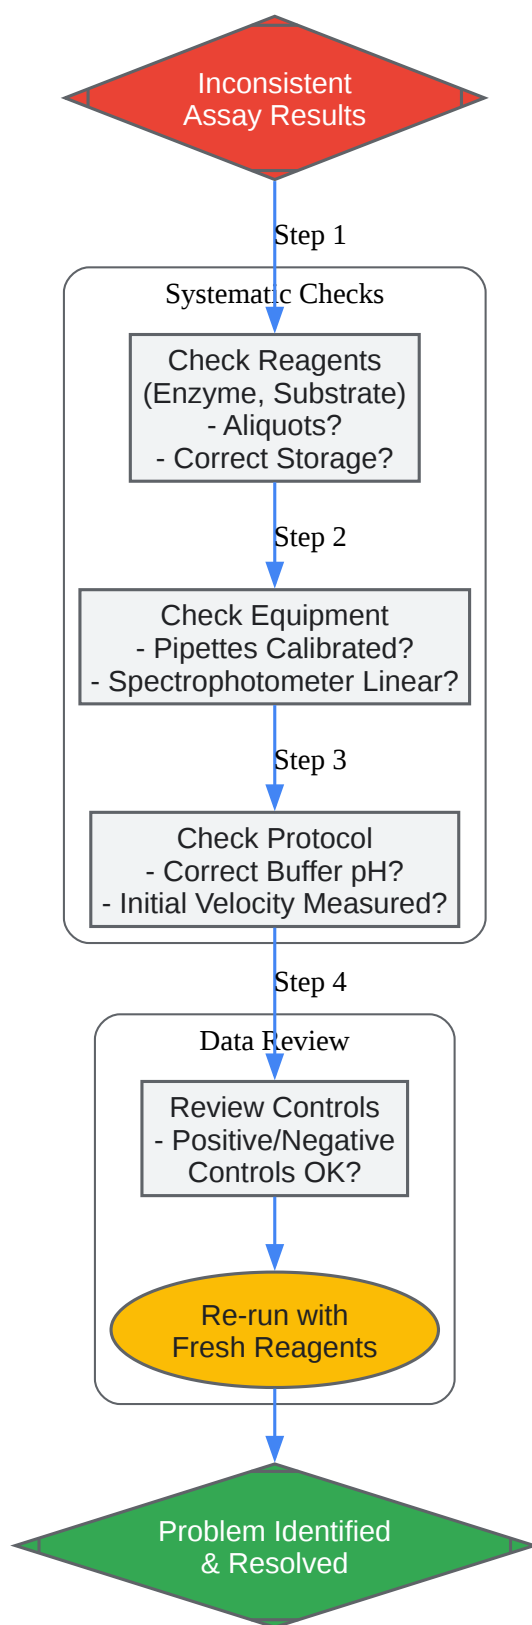 Inconsistent
Assay Results
Step 1
Systematic Checks
Check Reagents
(Enzyme, Substrate)
- Aliquots?
- Correct Storage?
Step 2
Check Equipment
- Pipettes Calibrated?
- Spectrophotometer Linear?
Step 3
Check Protocol
- Correct Buffer pH?
- Initial Velocity Measured?
Step 4
Data Review
Review Controls
- Positive/Negative
Controls OK?
Re-run with
Fresh Reagents
Problem Identified
& Resolved